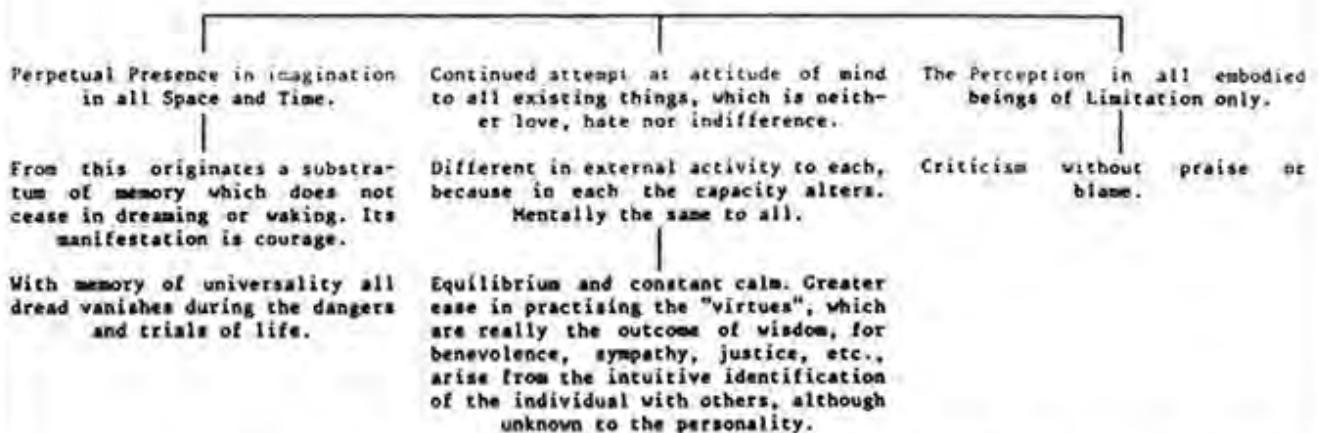 Perpetual Presence in imagination
in all Space and Time.
From this originates a substra-
tum of memory which does not
cease in dreaming or waking. Its
manifestation is courage.
With memory of universality all
dread vanishes during the dangers
and trials of life.
Continued attempt at attitude of mind
to all existing things, which is neith-
er love, hate nor indifference.
Different in external activity to each,
because in each the capacity alters.
Mentally the same to all.
Equilibrium and constant calm. Greater
ease in practising the "virtues", which
are really the outcome of wisdom, for
benevolence, sympathy, justice, etc.,
arise from the intuitive identification
of the individual with others, although
unknown to the personality.
The Perception in all embodied
beings of Limitation only.
Criticism without praise or
blame.